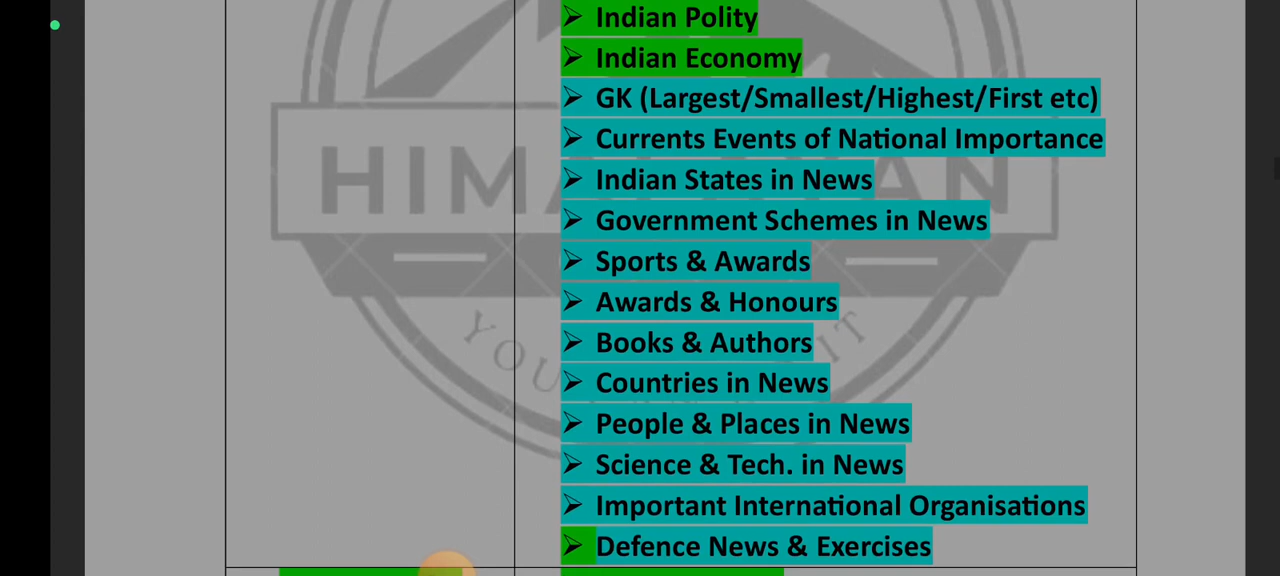 ➢ Indian Polity
➢ Indian Economy
➢ GK (Largest/Smallest/Highest/First etc)
➢ Currents Events of National Importance
➢ Indian States in News
➢ Government Schemes in News
➢ Sports & Awards
➢ Awards & Honours
➢ Books & Authors
➢ Countries in News
➢ People & Places in News
➢ Science & Tech. in News
➢ Important International Organisations
➢ Defence News & Exercises